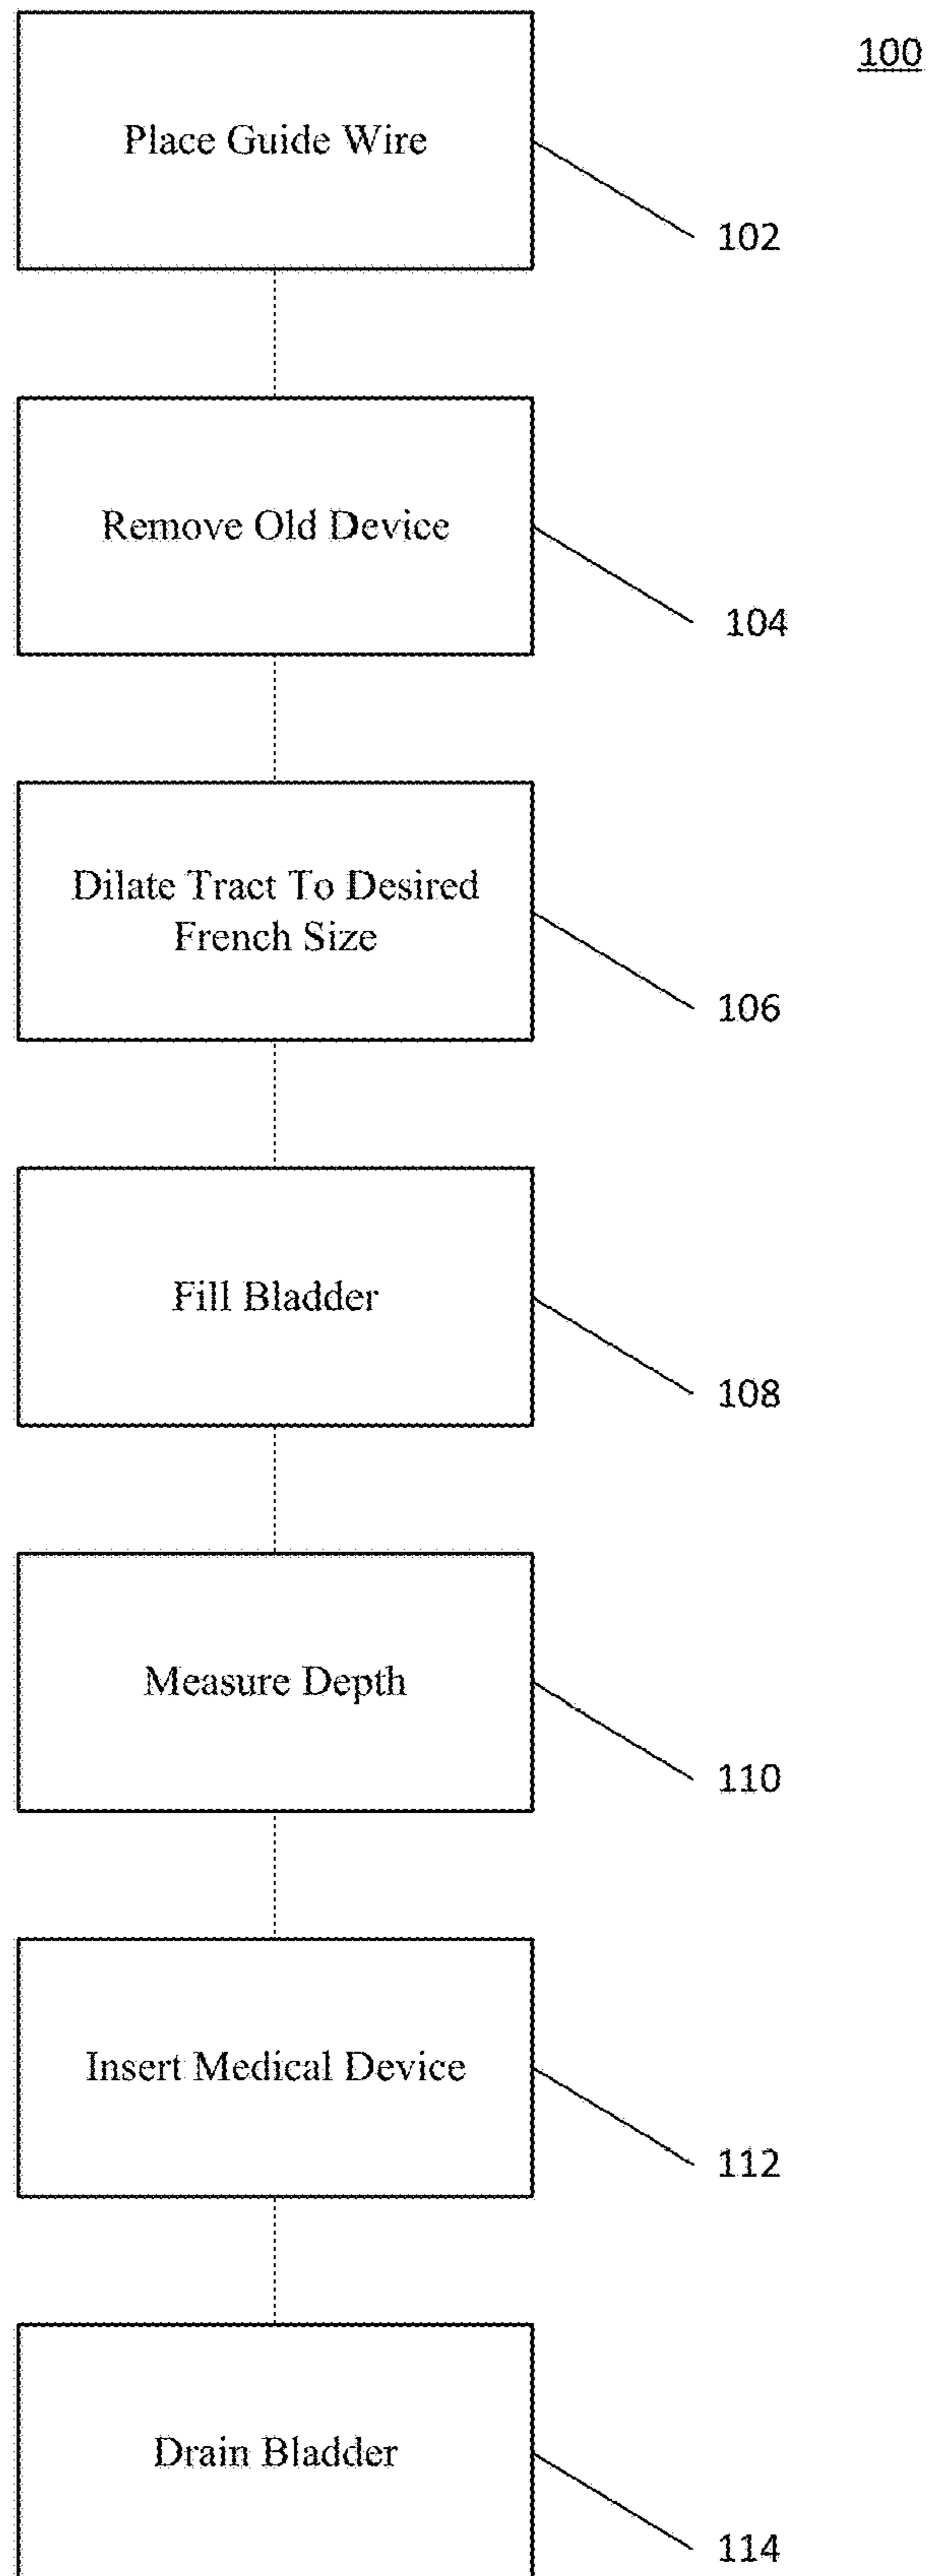 100
Place Guide Wire
102
Remove Old Device
104
Dilate Tract To Desired
French Size
106
Fill Bladder
108
Measure Depth
110
Insert Medical Device
112
Drain Bladder
114